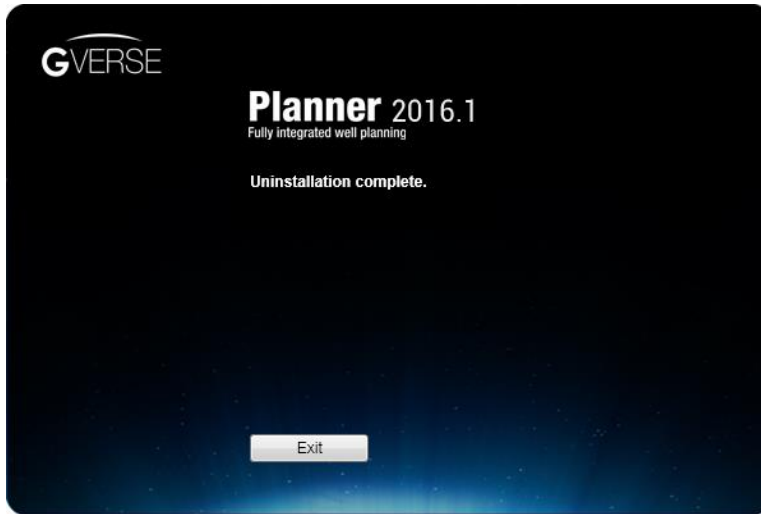 GVERSE
Planner 2016.1
Fully integrated well planning
Uninstallation complete.
Exit